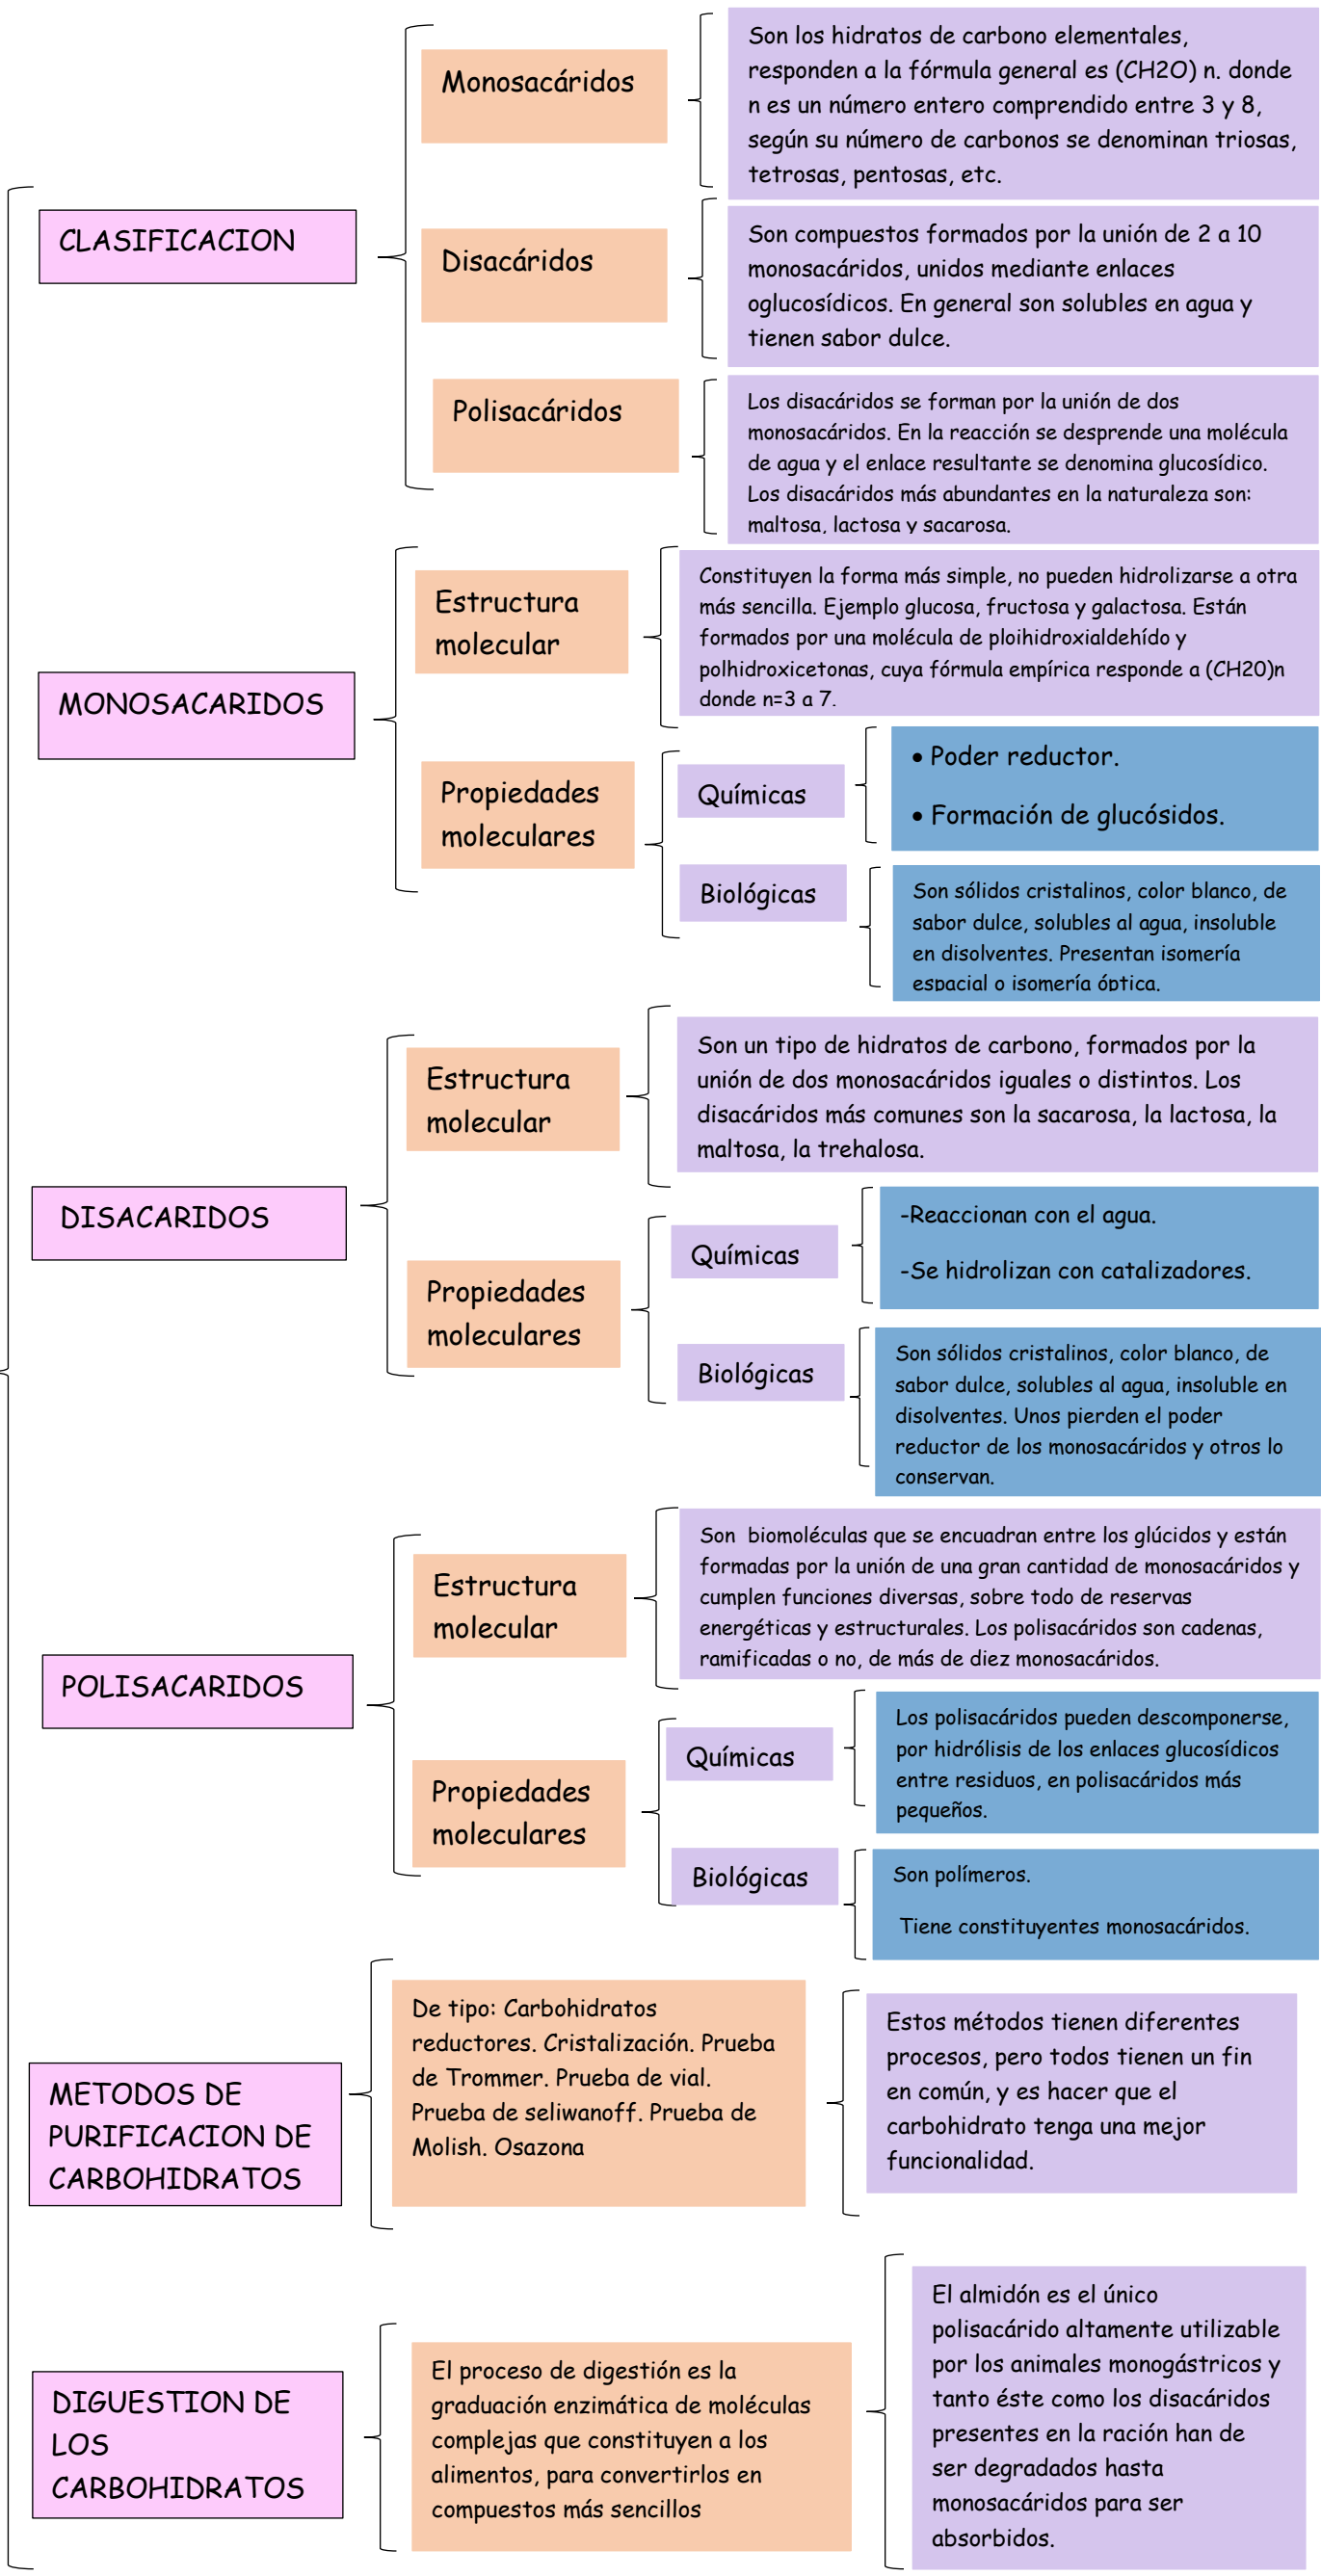 CLASIFICACION
Monosacáridos
Son los hidratos de carbono elementales,
responden a la fórmula general es (CH2O) n. donde
n es un número entero comprendido entre 3 y 8,
según su número de carbonos se denominan triosas,
tetrosas, pentosas, etc.
Disacáridos
Son compuestos formados por la unión de 2 a 10
monosacáridos, unidos mediante enlaces
oglucosídicos. En general son solubles en agua y
tienen sabor dulce.
Polisacáridos
Los disacáridos se forman por la unión de dos
monosacáridos. En la reacción se desprende una molécula
de agua y el enlace resultante se denomina glucosídico.
Los disacáridos más abundantes en la naturaleza son:
maltosa, lactosa y sacarosa.
MONOSACARIDOS
Estructura
molecular
Constituyen la forma más simple, no pueden hidrolizarse a otra
más sencilla. Ejemplo glucosa, fructosa y galactosa. Están
formados por una molécula de ploihidroxialdehído y
polhidroxicetonas, cuya fórmula empírica responde a (CH20)n
donde n=3 a 7.
Propiedades
moleculares
Químicas
• Poder reductor.
• Formación de glucósidos.
Biológicas
Son sólidos cristalinos, color blanco, de
sabor dulce, solubles al agua, insoluble
en disolventes. Presentan isomería
espacial o isomería óptica.
DISACARIDOS
Estructura
molecular
Son un tipo de hidratos de carbono, formados por la
unión de dos monosacáridos iguales o distintos. Los
disacáridos más comunes son la sacarosa, la lactosa, la
maltosa, la trehalosa.
Propiedades
moleculares
Químicas
-Reaccionan con el agua.
-Se hidrolizan con catalizadores.
Biológicas
Son sólidos cristalinos, color blanco, de
sabor dulce, solubles al agua, insoluble en
disolventes. Unos pierden el poder
reductor de los monosacáridos y otros lo
conservan.
POLISACARIDOS
Estructura
molecular
Son  biomoléculas que se encuadran entre los glúcidos y están
formadas por la unión de una gran cantidad de monosacáridos y
cumplen funciones diversas, sobre todo de reservas
energéticas y estructurales. Los polisacáridos son cadenas,
ramificadas o no, de más de diez monosacáridos.
Propiedades
moleculares
Químicas
Los polisacáridos pueden descomponerse,
por hidrólisis de los enlaces glucosídicos
entre residuos, en polisacáridos más
pequeños.
Biológicas
Son polímeros.
Tiene constituyentes monosacáridos.
METODOS DE
PURIFICACION DE
CARBOHIDRATOS
De tipo: Carbohidratos
reductores. Cristalización. Prueba
de Trommer. Prueba de vial.
Prueba de seliwanoff. Prueba de
Molish. Osazona
Estos métodos tienen diferentes
procesos, pero todos tienen un fin
en común, y es hacer que el
carbohidrato tenga una mejor
funcionalidad.
DIGUESTION DE
LOS
CARBOHIDRATOS
El proceso de digestión es la
graduación enzimática de moléculas
complejas que constituyen a los
alimentos, para convertirlos en
compuestos más sencillos
El almidón es el único
polisacárido altamente utilizable
por los animales monogástricos y
tanto éste como los disacáridos
presentes en la ración han de
ser degradados hasta
monosacáridos para ser
absorbidos.